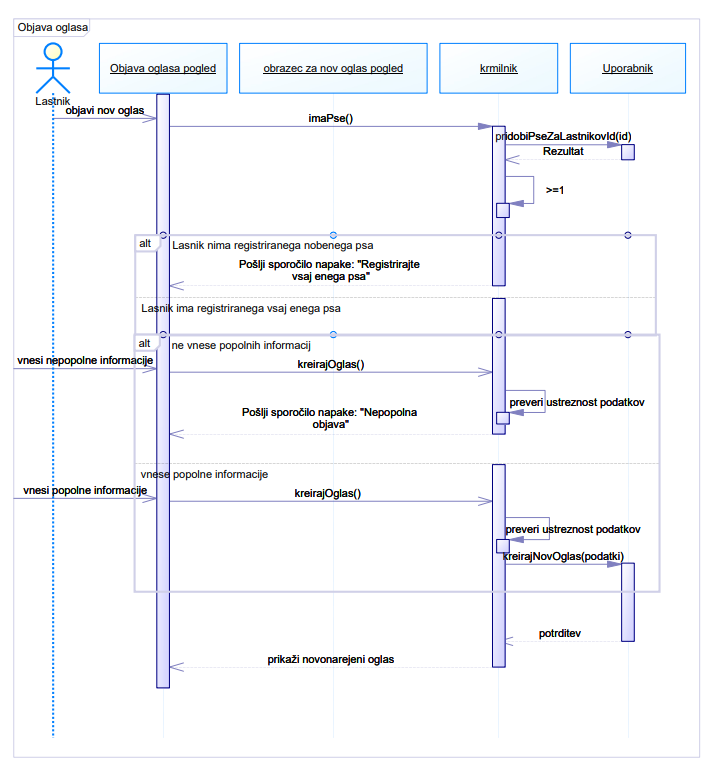 Objava oglasa
Lastnik
Objava oglasa pogled
obrazec za nov oglas pogled
krmilnik
Uporabnik
objavi nov oglas
imaPse()
pridobiPseZaLastnikovId(id)
Rezultat
>=1
alt
Lasnik nima registriranega nobenega psa
Pošlji sporočilo napake: "Registrirajte
vsaj enega psa"
Lasnik ima registriranega vsaj enega psa
alt
ne vnese popolnih informacij
vnesi nepopolne informacije
kreirajOglas()
preveri ustreznost podatkov
Pošlji sporočilo napake: "Nepopolna
objava"
vnese popolne informacije
vnesi popolne informacije
kreirajOglas()
preveri ustreznost podatkov
kreirajNovOglas(podatki)
potrditev
prikaži novonarejeni oglas